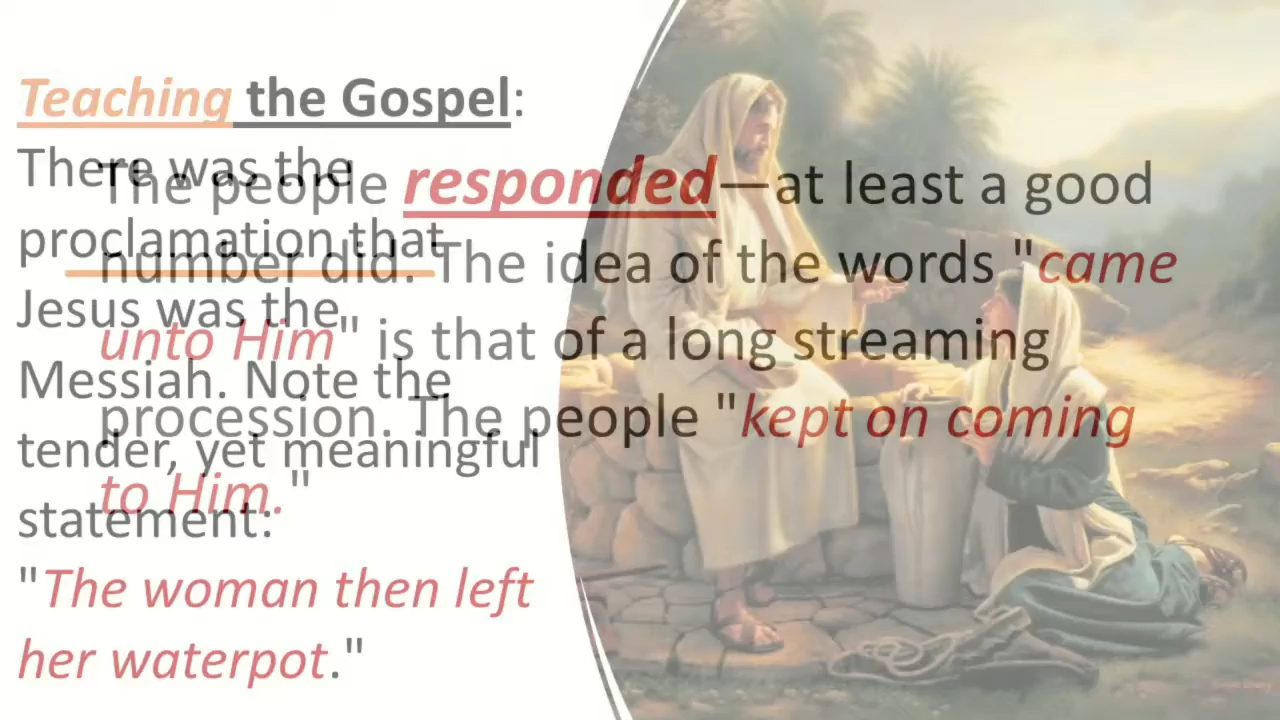 Teaching the Gospel:
There was the
proclamation that
Jesus was the
Messiah. Note the
tender, yet meaningful
statement:
"The woman then left
her waterpot."
The people responded—at least a good
number did. The idea of the words "came
unto Him" is that of a long streaming
procession. The people "kept on coming
to Him."